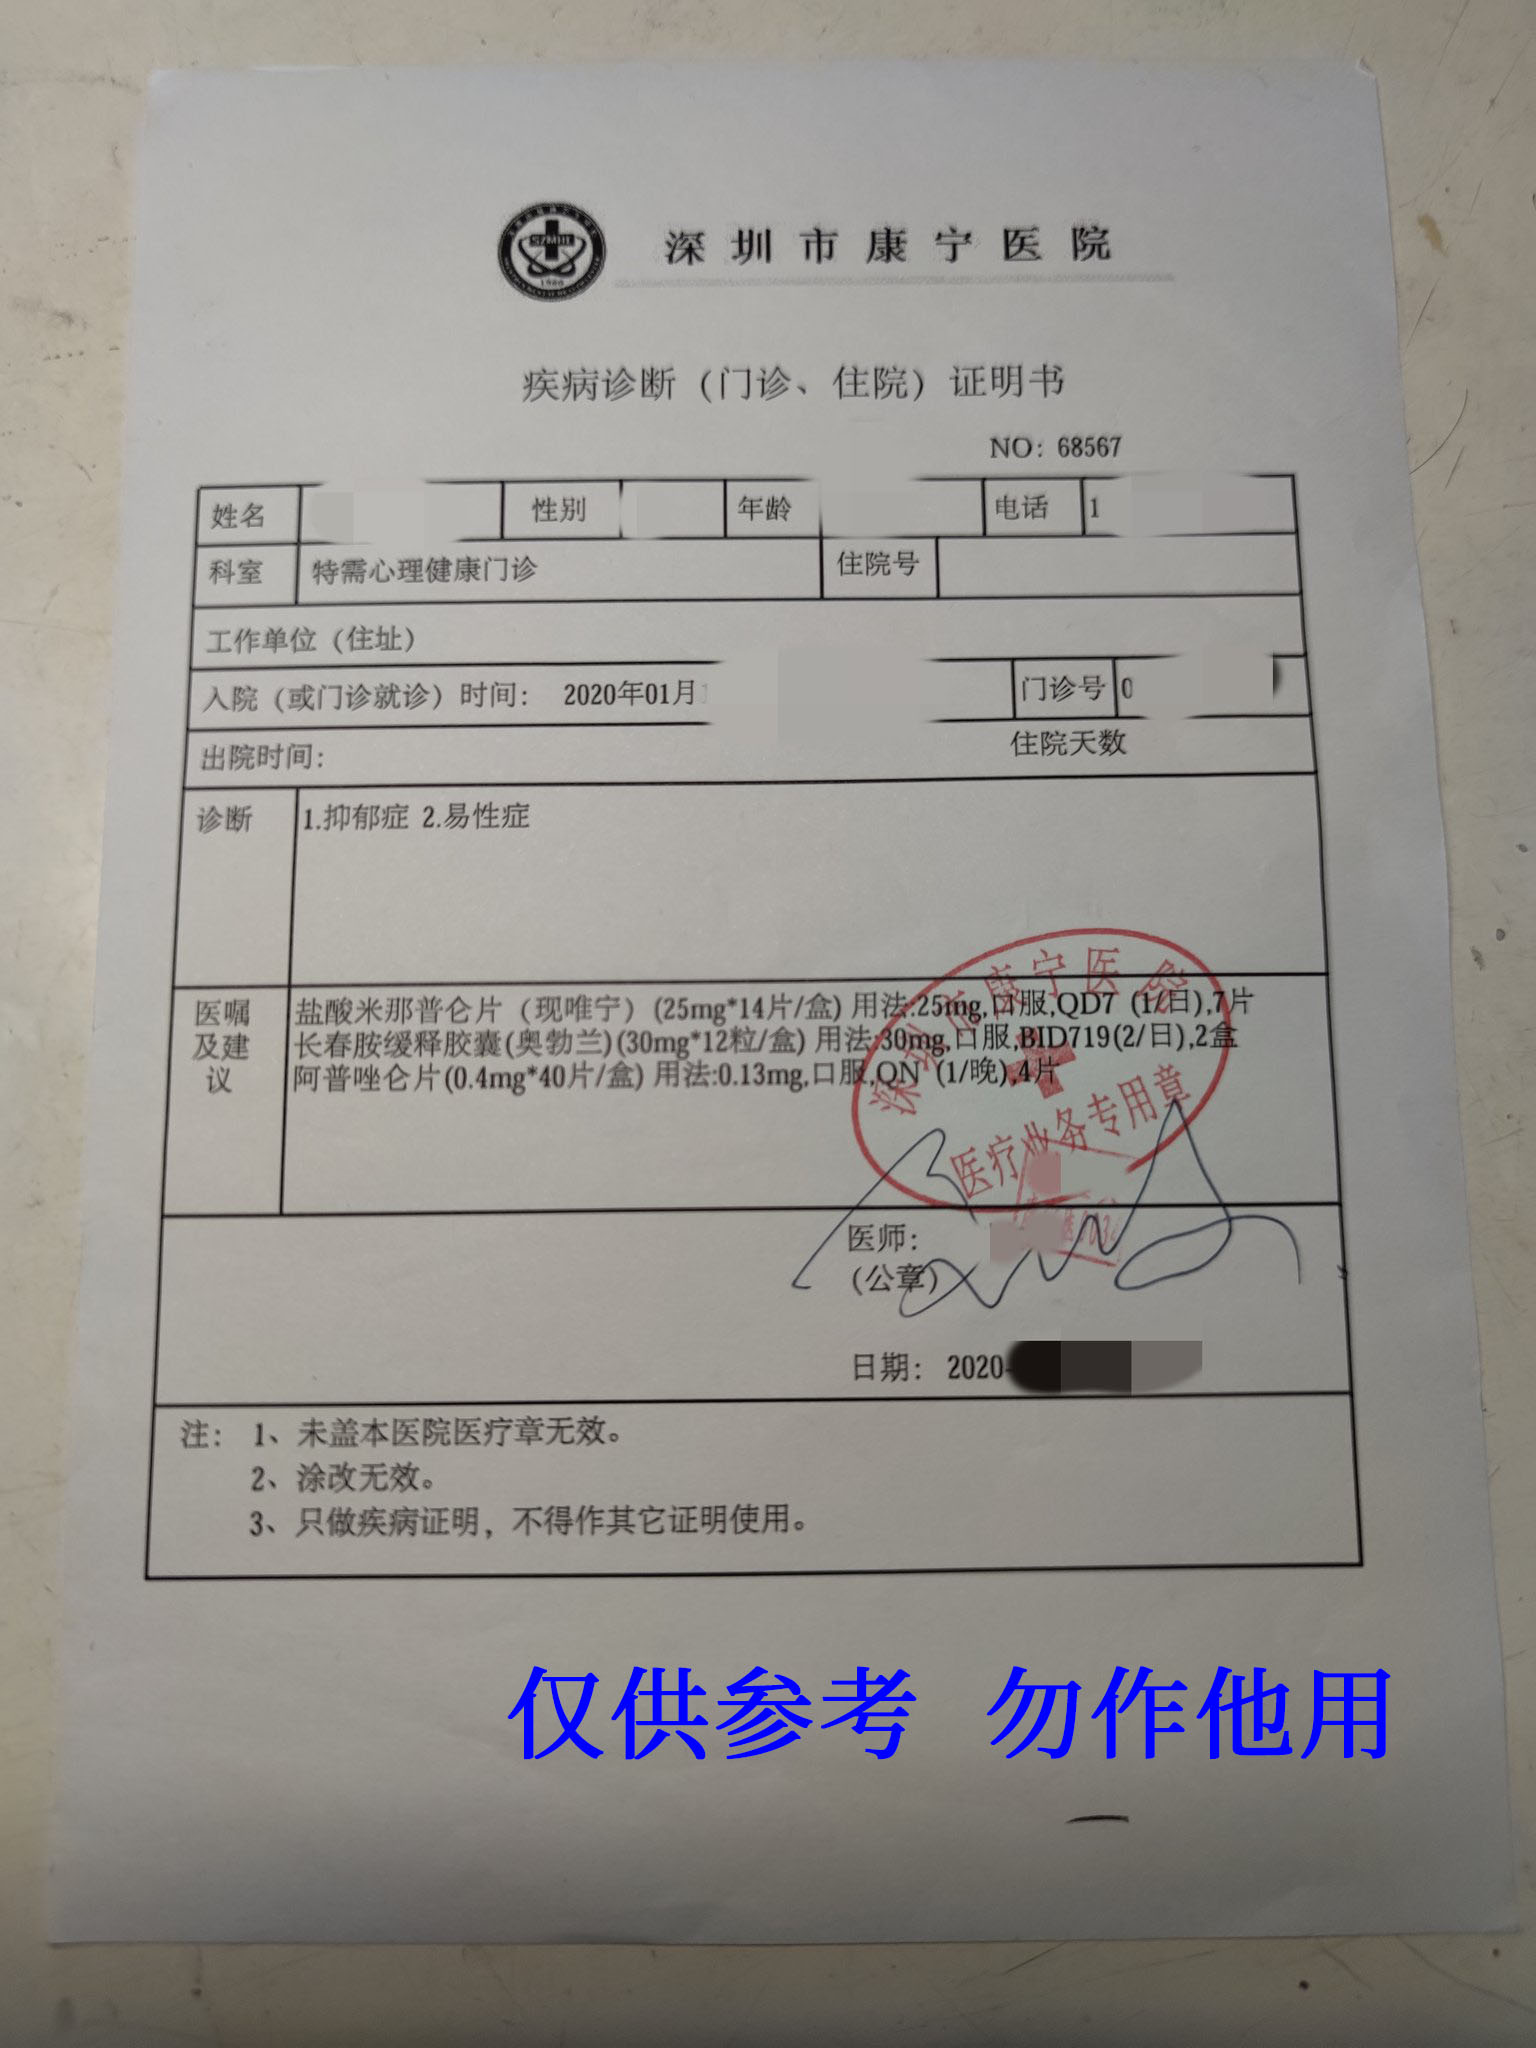 深圳市康宁医院
SZMHC
1980
疾病诊断（门诊、住院）证明书
NO：68567
姓名 性别 年龄 电话 1
科室 特需心理健康门诊 住院号
工作单位（住址）
入院（或门诊就诊）时间： 2020年01月 门诊号 0
出院时间： 住院天数
诊断 1.抑郁症 2.易性症
医嘱及建议
盐酸米那普仑片（现唯宁）(25mg*14片/盒) 用法:25mg,口服,QD7 (1/日),7片
长春胺缓释胶囊(奥勃兰)(30mg*12粒/盒) 用法:30mg,口服,BID719(2/日),2盒
阿普唑仑片(0.4mg*40片/盒) 用法:0.13mg,口服,QN (1/晚),4片
深圳市康宁医院
医疗业务专用章
医师：
（公章）
日期： 2020-
注： 1、未盖本医院医疗章无效。
2、涂改无效。
3、只做疾病证明，不得作其它证明使用。
仅供参考 勿作他用